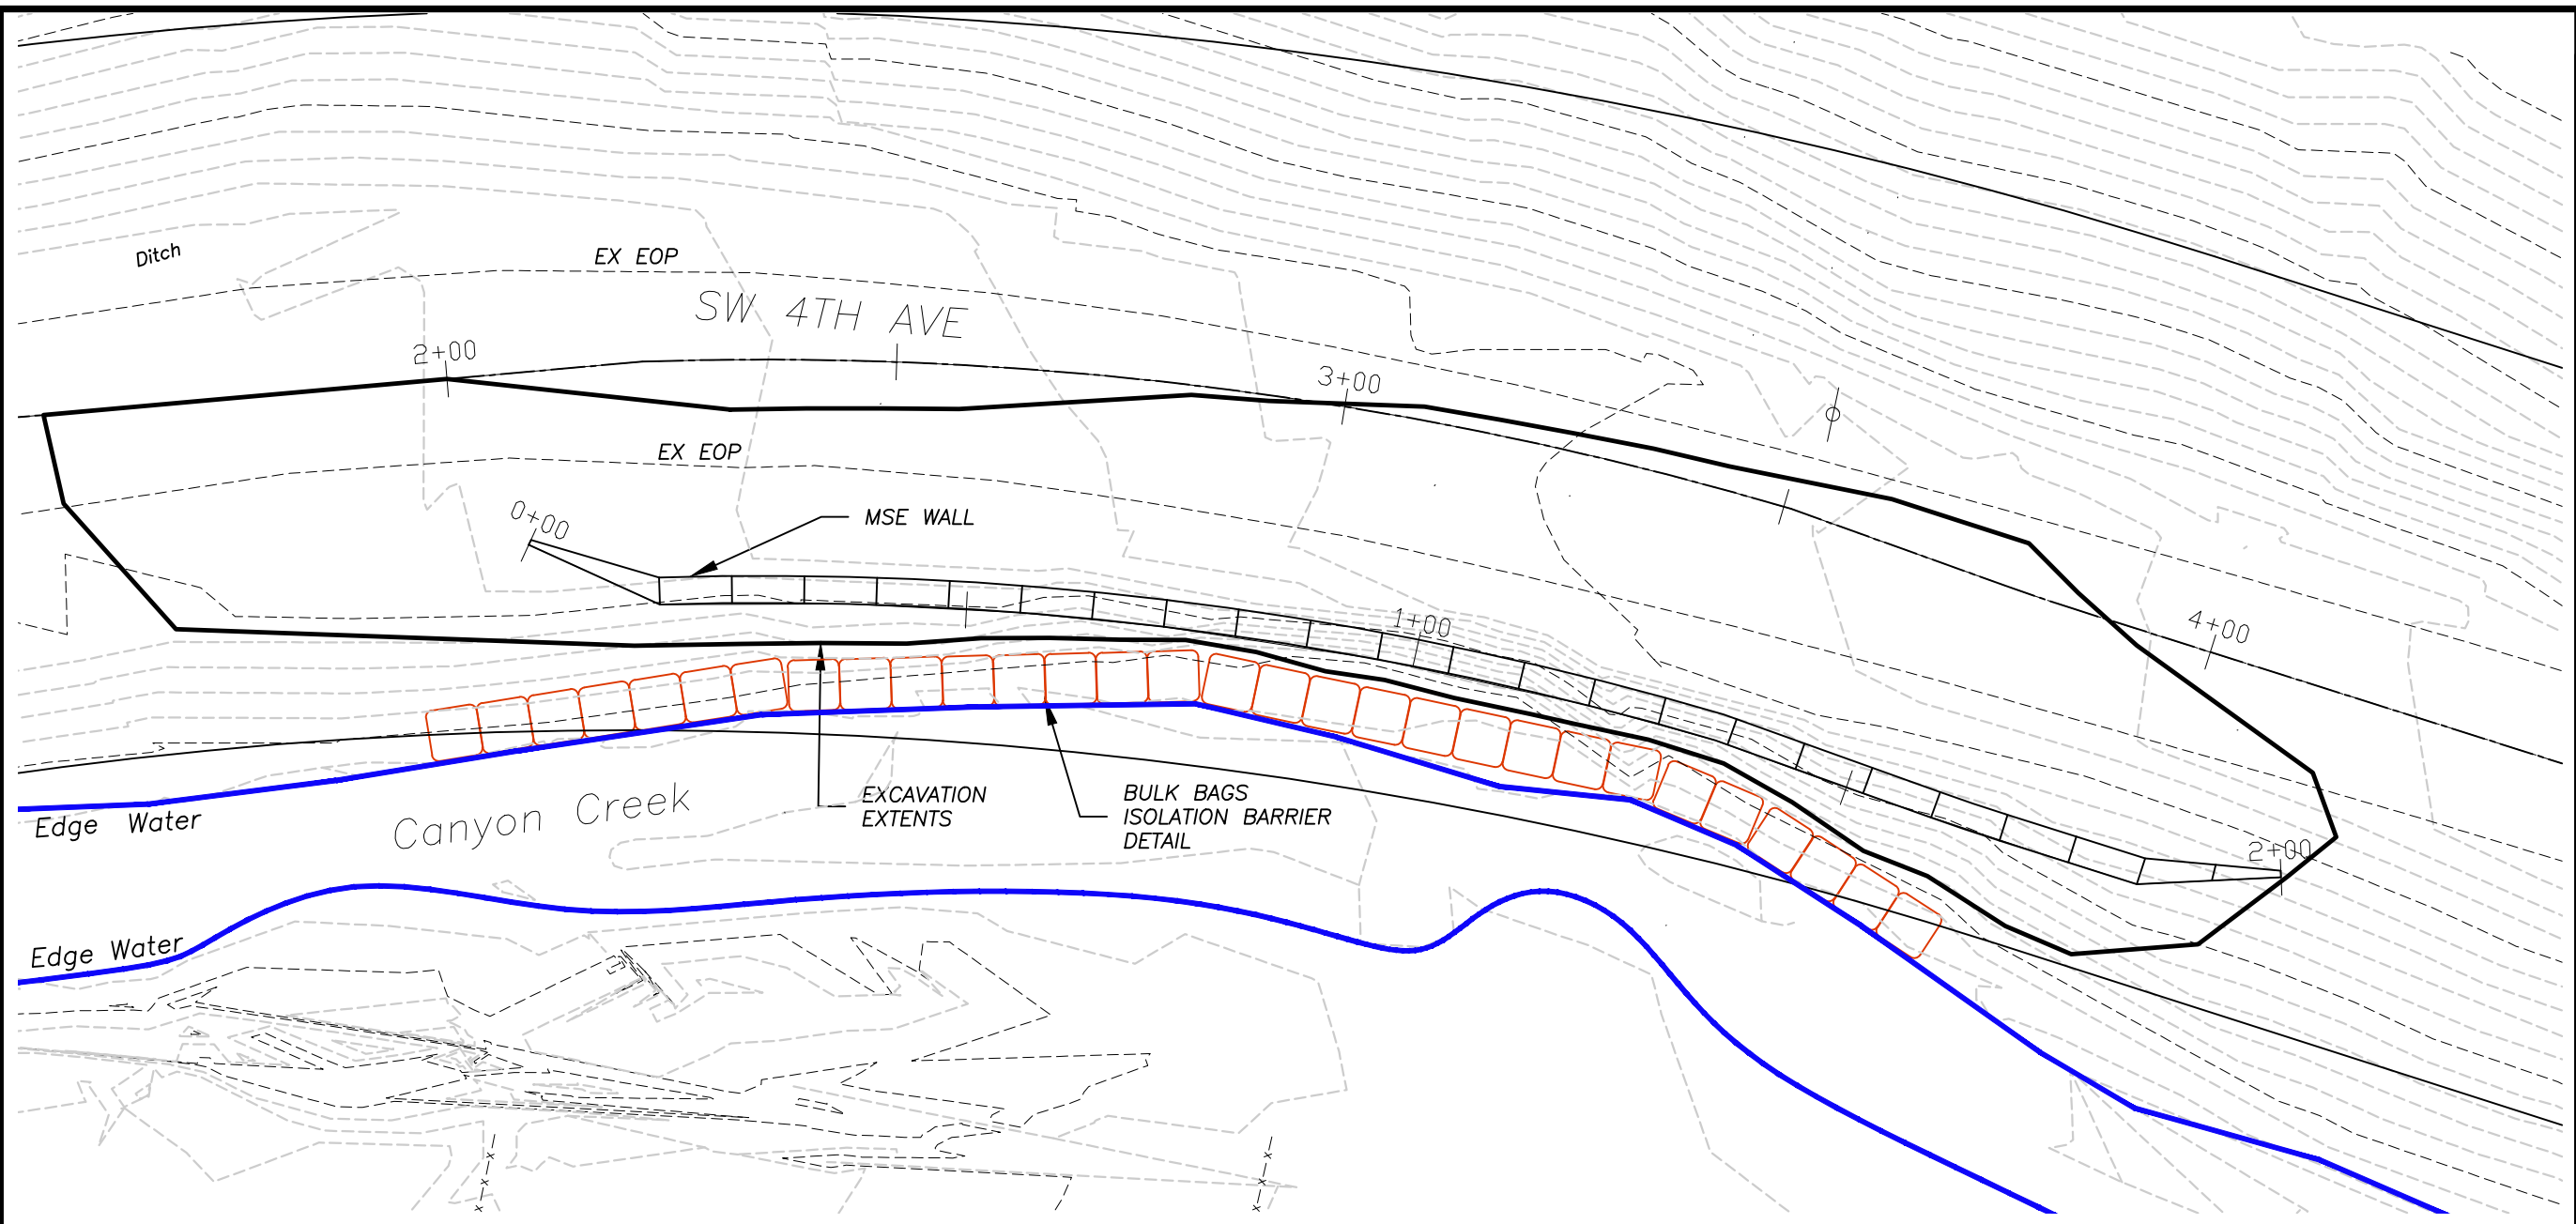 Ditch
EX EOP
SW 4TH AVE
2+00
3+00
EX EOP
0+00
MSE WALL
1+00
4+00
EXCAVATION
EXTENTS
BULK BAGS
ISOLATION BARRIER
DETAIL
Canyon Creek
Edge Water
2+00
Edge Water